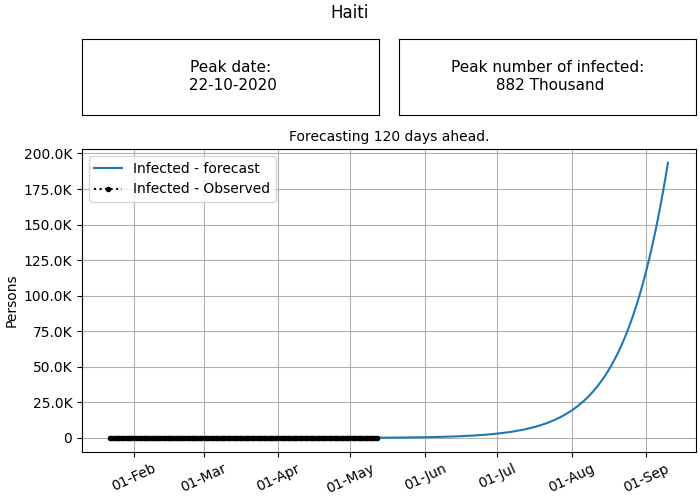 Haiti
Peak date:
22-10-2020
Peak number of infected:
882 Thousand
Forecasting 120 days ahead.
Infected - forecast
Infected - Observed
Persons
200.0K
175.0K
150.0K
125.0K
100.0K
75.0K
50.0K
25.0K
0
01-Feb
01-Mar
01-Apr
01-May
01-Jun
01-Jul
01-Aug
01-Sep